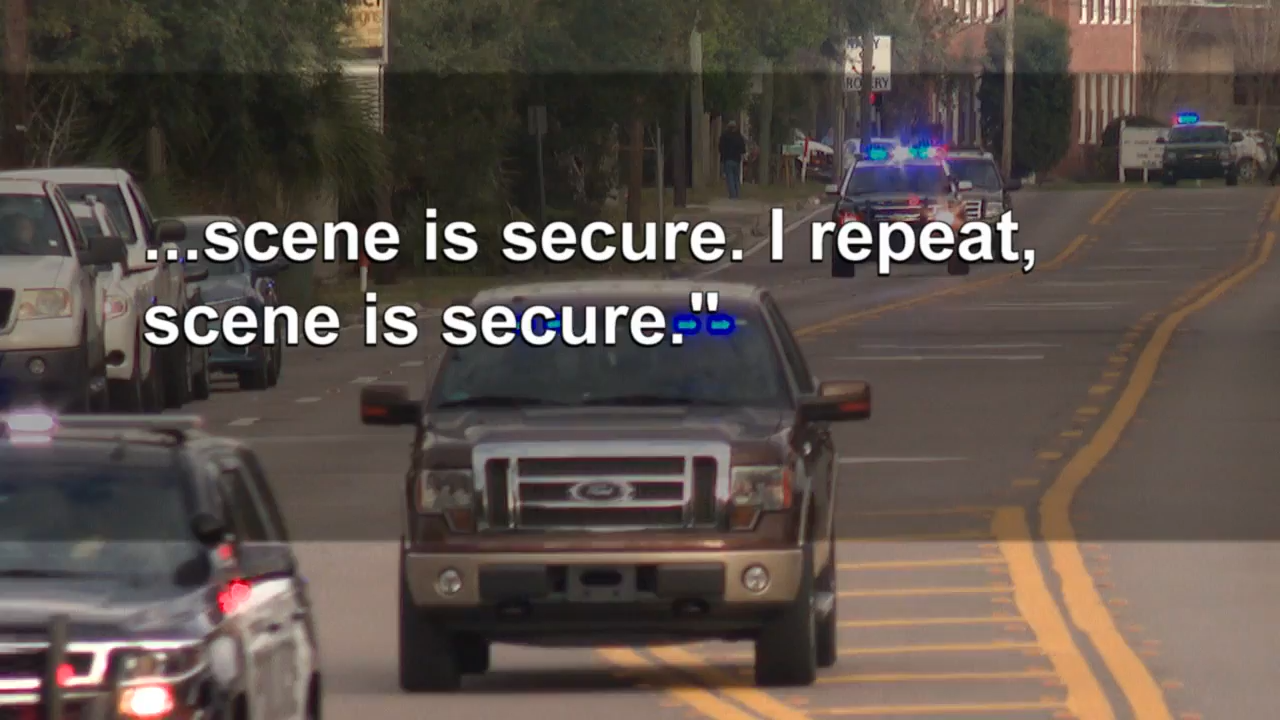 ...scene is secure. I repeat,
scene is secure."